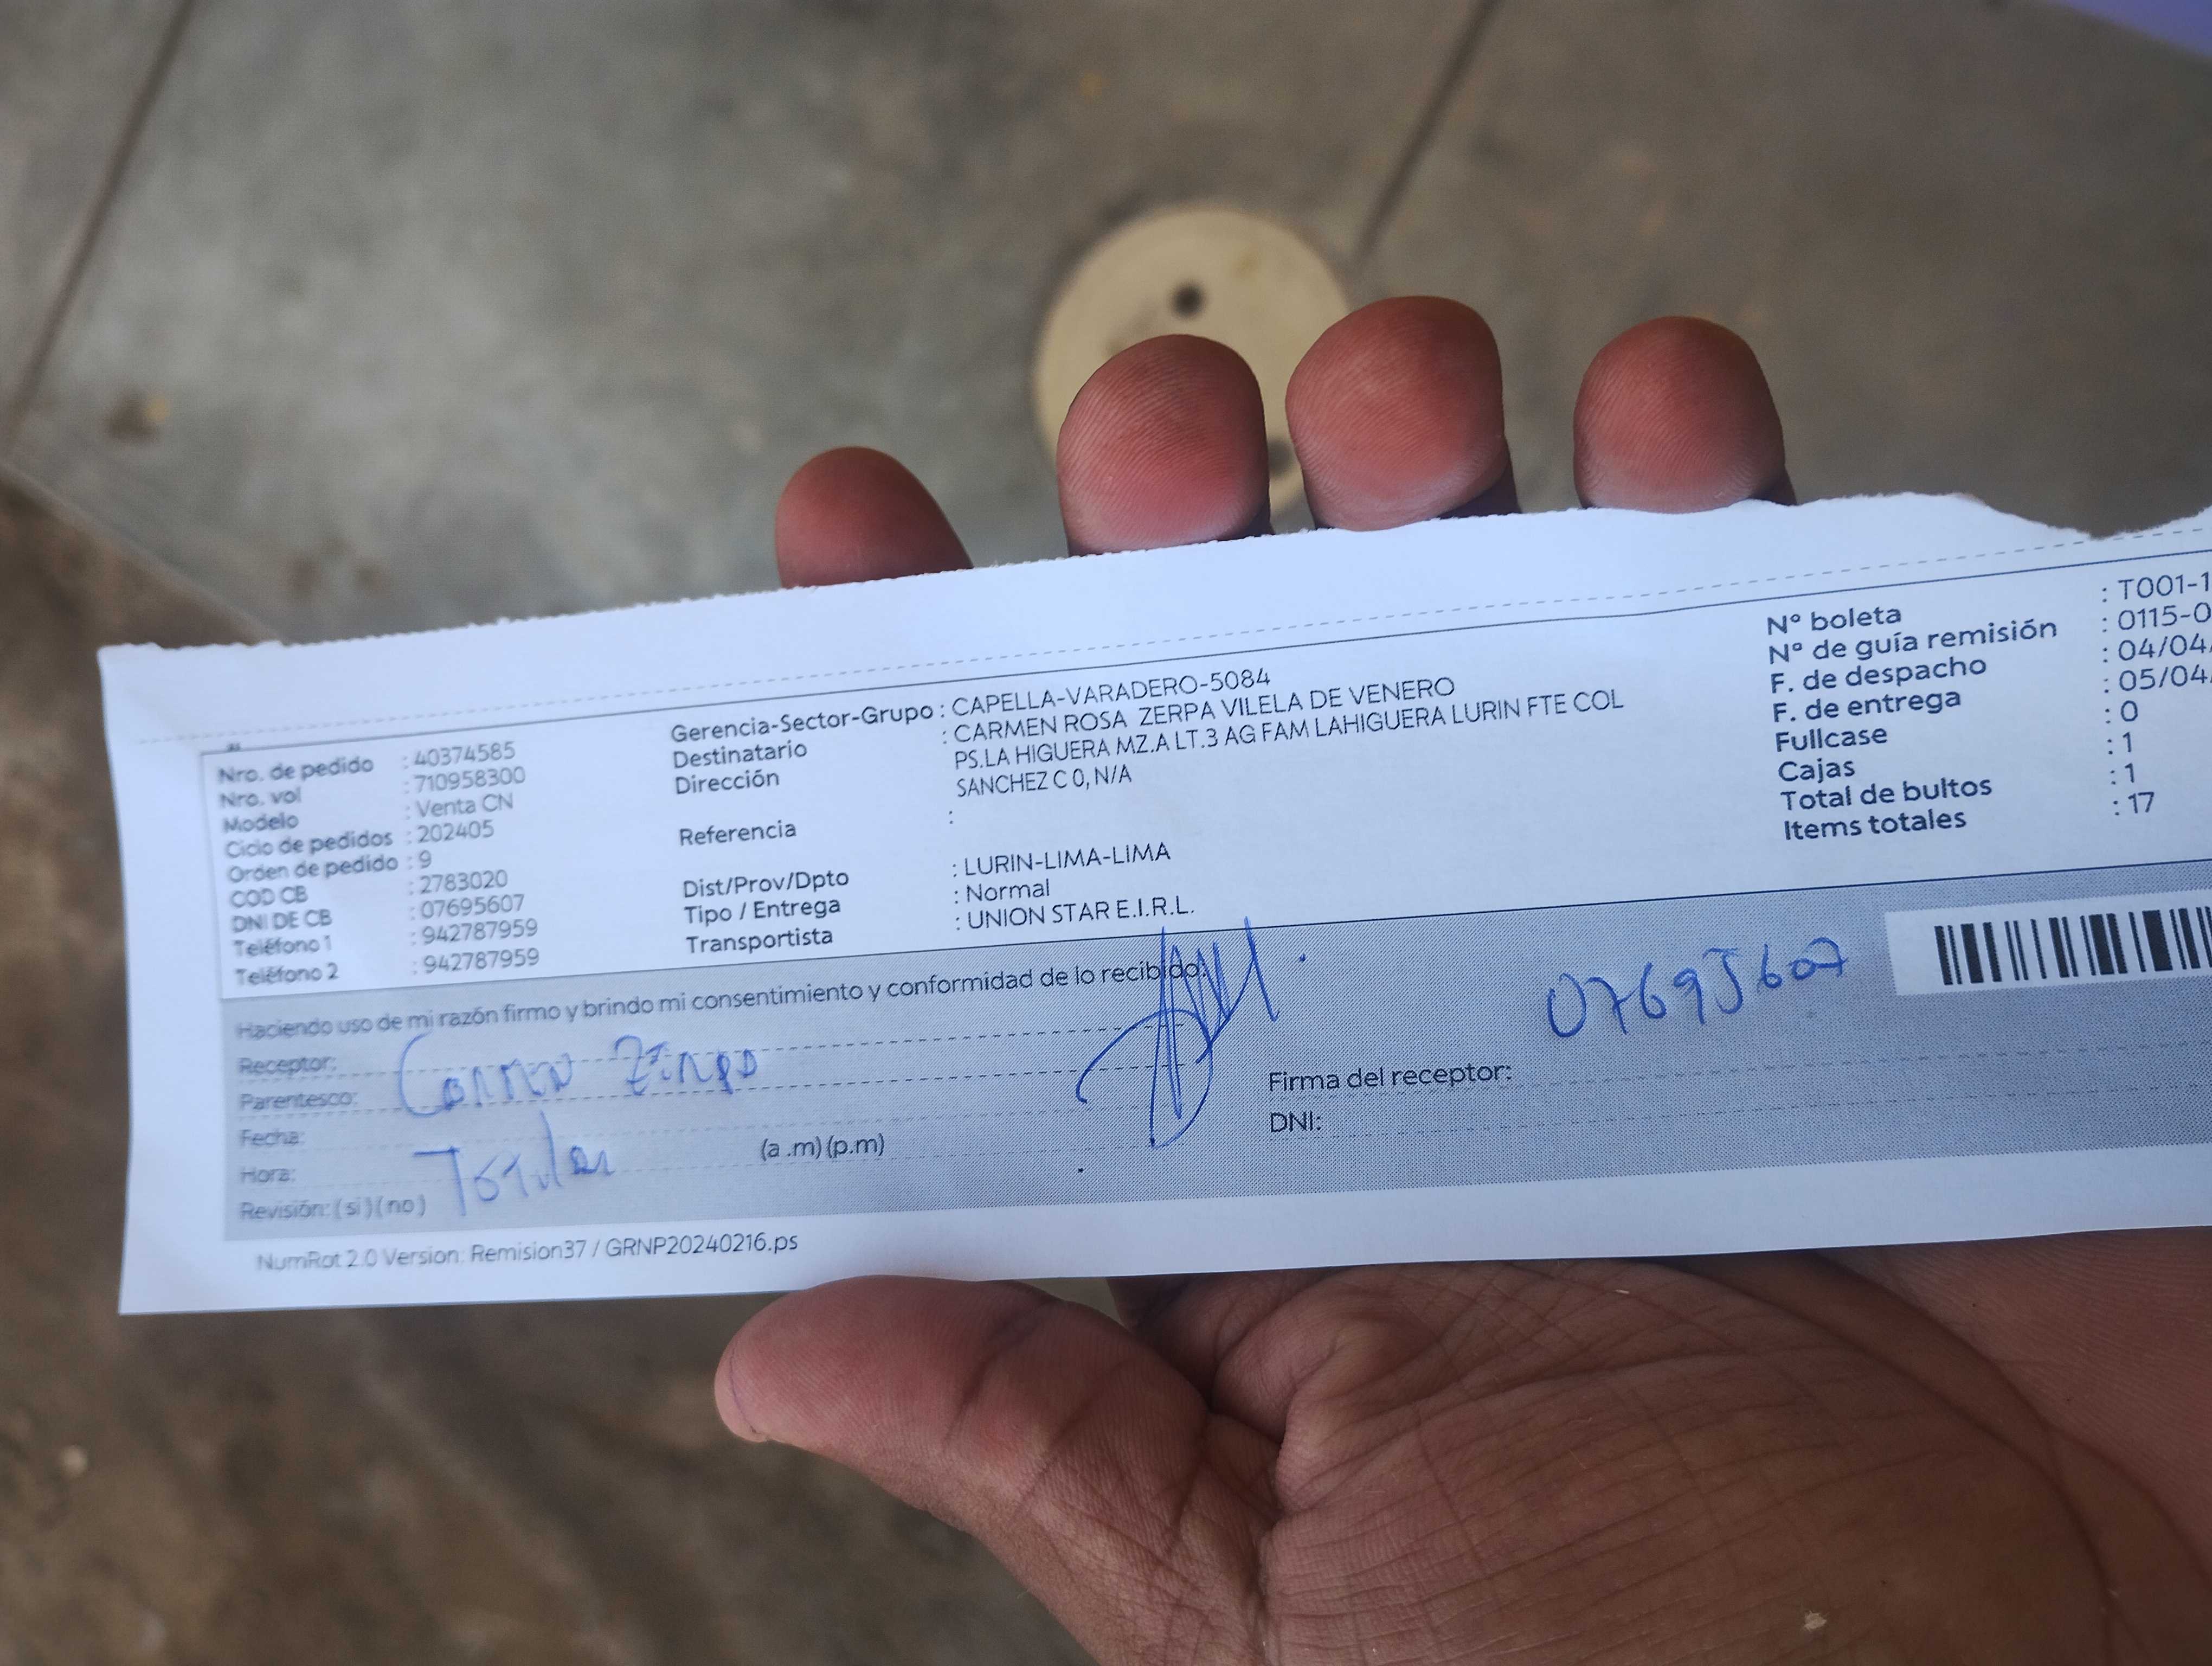 Nro. de pedido : 40374585
Nro. vol : 710958300
Modelo : Venta CN
Ciclo de pedidos : 202405
Orden de pedido : 9
COD CB : 2783020
DNI DE CB : 07695607
Teléfono 1 : 942787959
Teléfono 2 : 942787959
Gerencia-Sector-Grupo : CAPELLA-VARADERO-5084
Destinatario : CARMEN ROSA ZERPA VILELA DE VENERO
Dirección PS.LA HIGUERA MZ.A LT.3 AG FAM LAHIGUERA LURIN FTE COL
SANCHEZ C 0, N/A
Referencia :
Dist/Prov/Dpto : LURIN-LIMA-LIMA
Tipo / Entrega : Normal
Transportista : UNION STAR E.I.R.L.
N° boleta : T001-1
N° de guía remisión : 0115-0
F. de despacho : 04/04/
F. de entrega : 05/04/
Fullcase : 0
Cajas : 1
Total de bultos : 1
Items totales : 17
Haciendo uso de mi razón firmo y brindo mi consentimiento y conformidad de lo recibido:
Receptor:
Parentesco:
Fecha:
Hora: (a .m) (p.m)
Revisión: ( si ) ( no )
07695607
Firma del receptor:
DNI:
NumRot 2.0 Version: Remision37 / GRNP20240216.ps